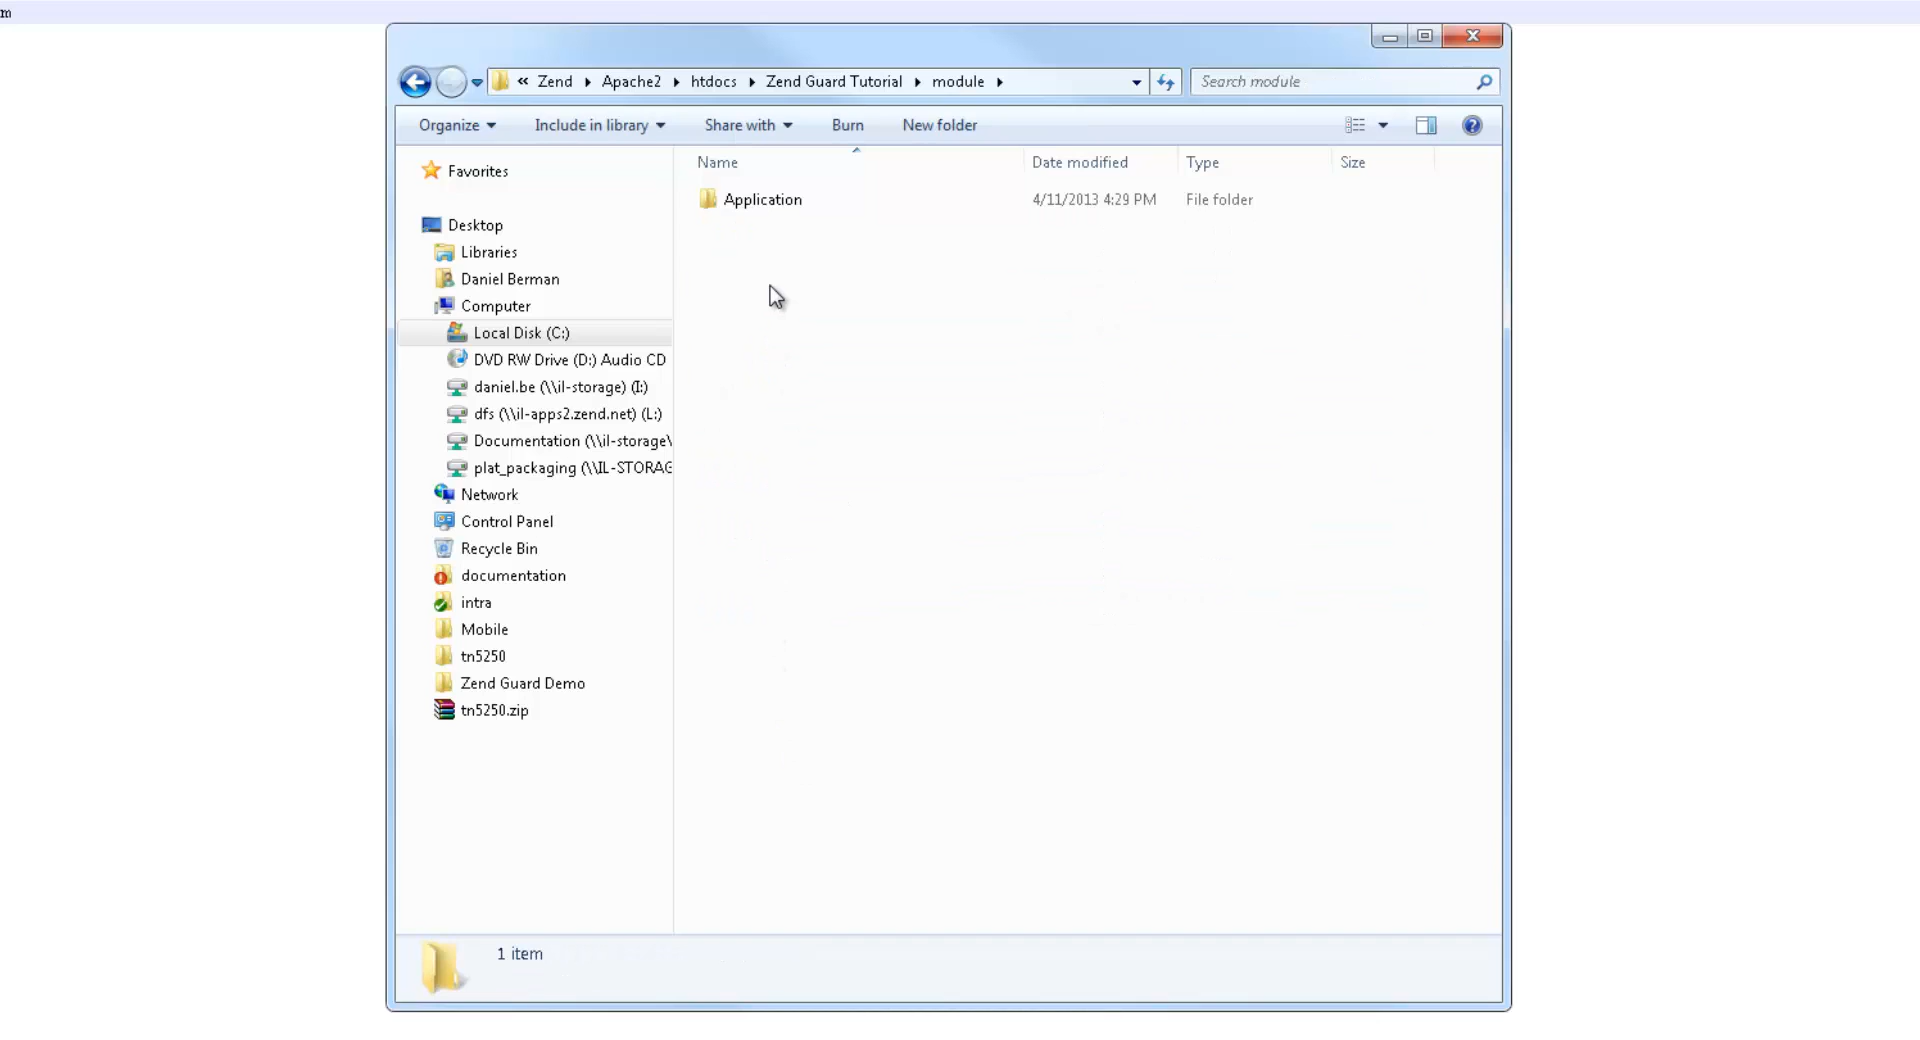 m
« Zend ▸ Apache2 ▸ htdocs ▸ Zend Guard Tutorial ▸ module ▸
Search module
Organize Include in library Share with Burn New folder
Name Date modified Type Size
Application 4/11/2013 4:29 PM File folder
Favorites
Desktop
Libraries
Daniel Berman
Computer
Local Disk (C:)
DVD RW Drive (D:) Audio CD
daniel.be (\\il-storage) (I:)
dfs (\\il-apps2.zend.net) (L:)
Documentation (\\il-storage\
plat_packaging (\\IL-STORAG
Network
Control Panel
Recycle Bin
documentation
intra
Mobile
tn5250
Zend Guard Demo
tn5250.zip
1 item